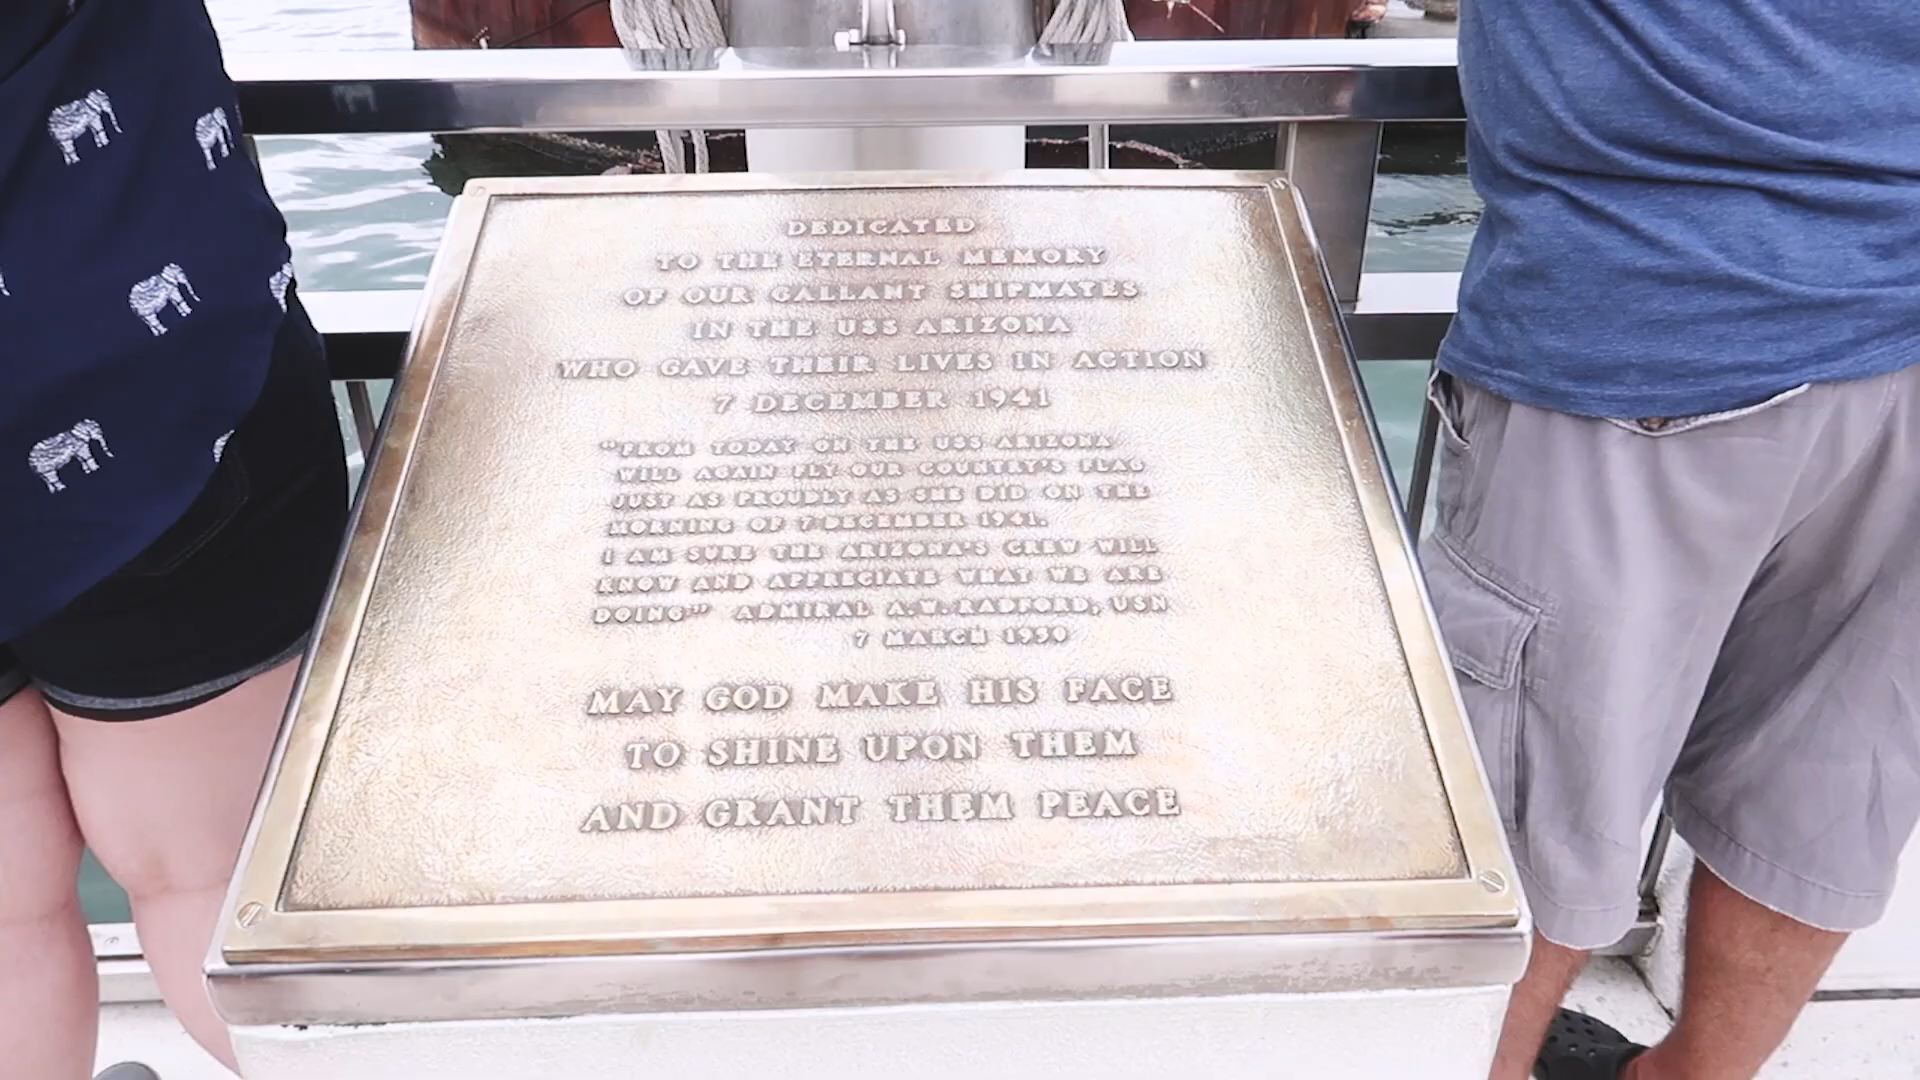 DEDICATED
TO THE ETERNAL MEMORY
OF OUR GALLANT SHIPMATES
IN THE USS ARIZONA
WHO GAVE THEIR LIVES IN ACTION
7 DECEMBER 1941
"FROM TODAY ON THE USS ARIZONA
WILL AGAIN FLY OUR COUNTRY'S FLAG
JUST AS PROUDLY AS SHE DID ON THE
MORNING OF 7 DECEMBER 1941.
I AM SURE THE ARIZONA'S CREW WILL
KNOW AND APPRECIATE WHAT WE ARE
DOING" ADMIRAL A.W. RADFORD, USN
7 MARCH 1950
MAY GOD MAKE HIS FACE
TO SHINE UPON THEM
AND GRANT THEM PEACE